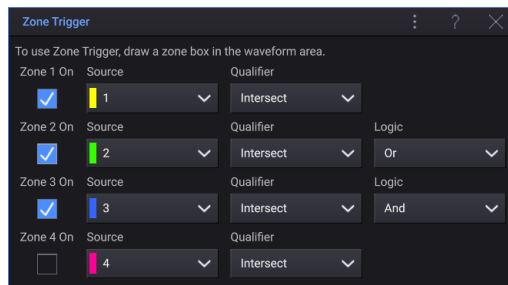 Zone Trigger ?
To use Zone Trigger, draw a zone box in the waveform area.
Zone 1 On Source Qualifier
1 Intersect
Zone 2 On Source Qualifier Logic
2 Intersect Or
Zone 3 On Source Qualifier Logic
3 Intersect And
Zone 4 On Source Qualifier
4 Intersect